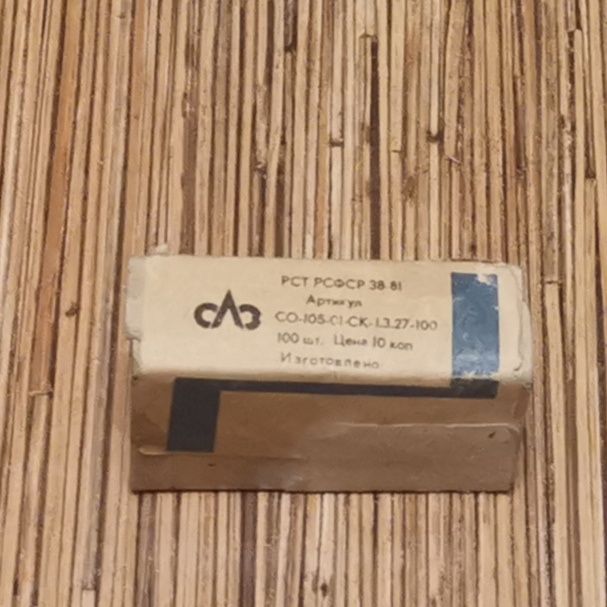 РСТ РСФСР 38-81
Артикул
СЛЗ
СО-105-01-СК-1.3.27-100
100 шт. Цена 10 коп
Изготовлено